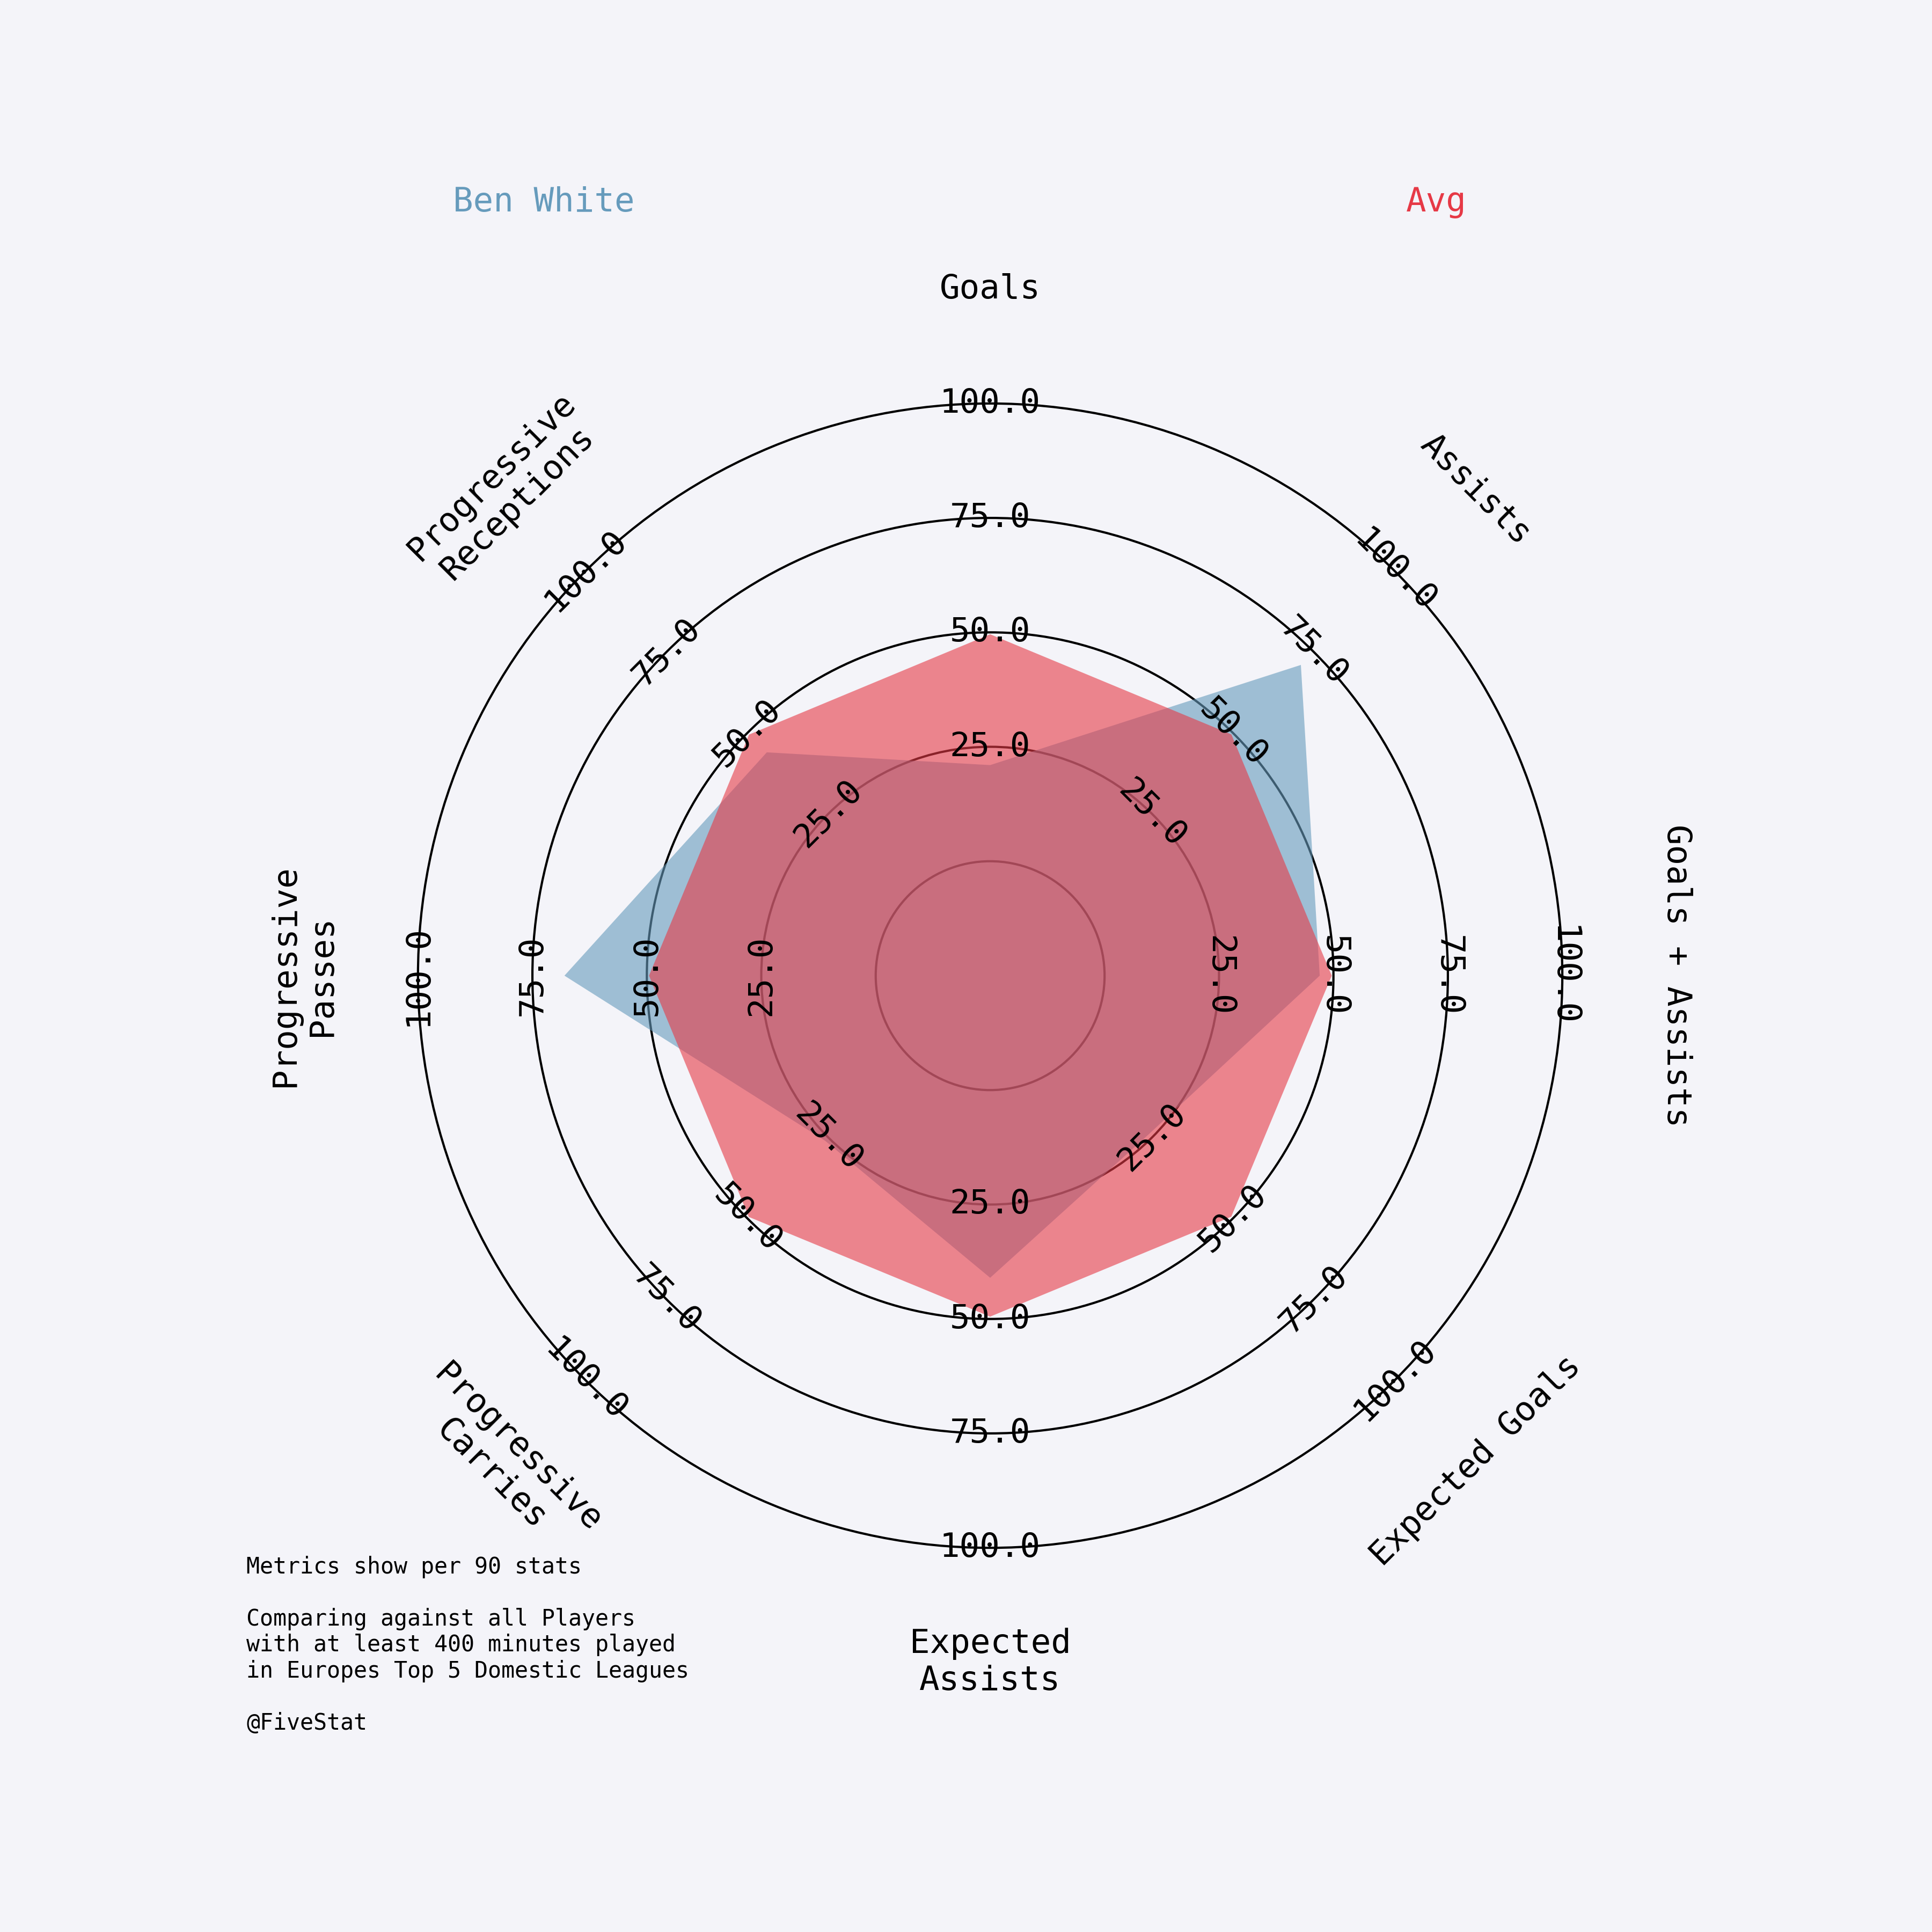 Ben White
Avg
Goals
Assists
Goals + Assists
Expected Goals
Expected
Assists
Progressive
Carries
Progressive
Passes
Progressive
Receptions
25.0
50.0
75.0
100.0
25.0
50.0
75.0
100.0
25.0
50.0
75.0
100.0
25.0
50.0
75.0
100.0
25.0
50.0
75.0
100.0
25.0
50.0
75.0
100.0
25.0
50.0
75.0
100.0
25.0
50.0
75.0
100.0
Metrics show per 90 stats
Comparing against all Players
with at least 400 minutes played
in Europes Top 5 Domestic Leagues
@FiveStat